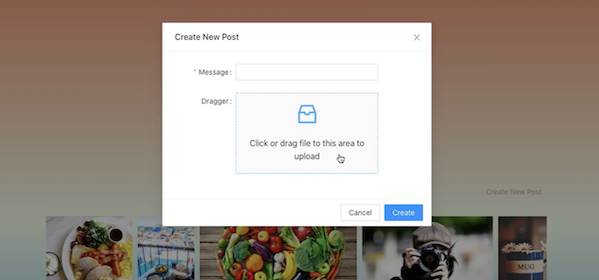 Create New Post
* Message:
Dragger:
Click or drag file to this area to
upload
Create New Post
Cancel
Create
MUG